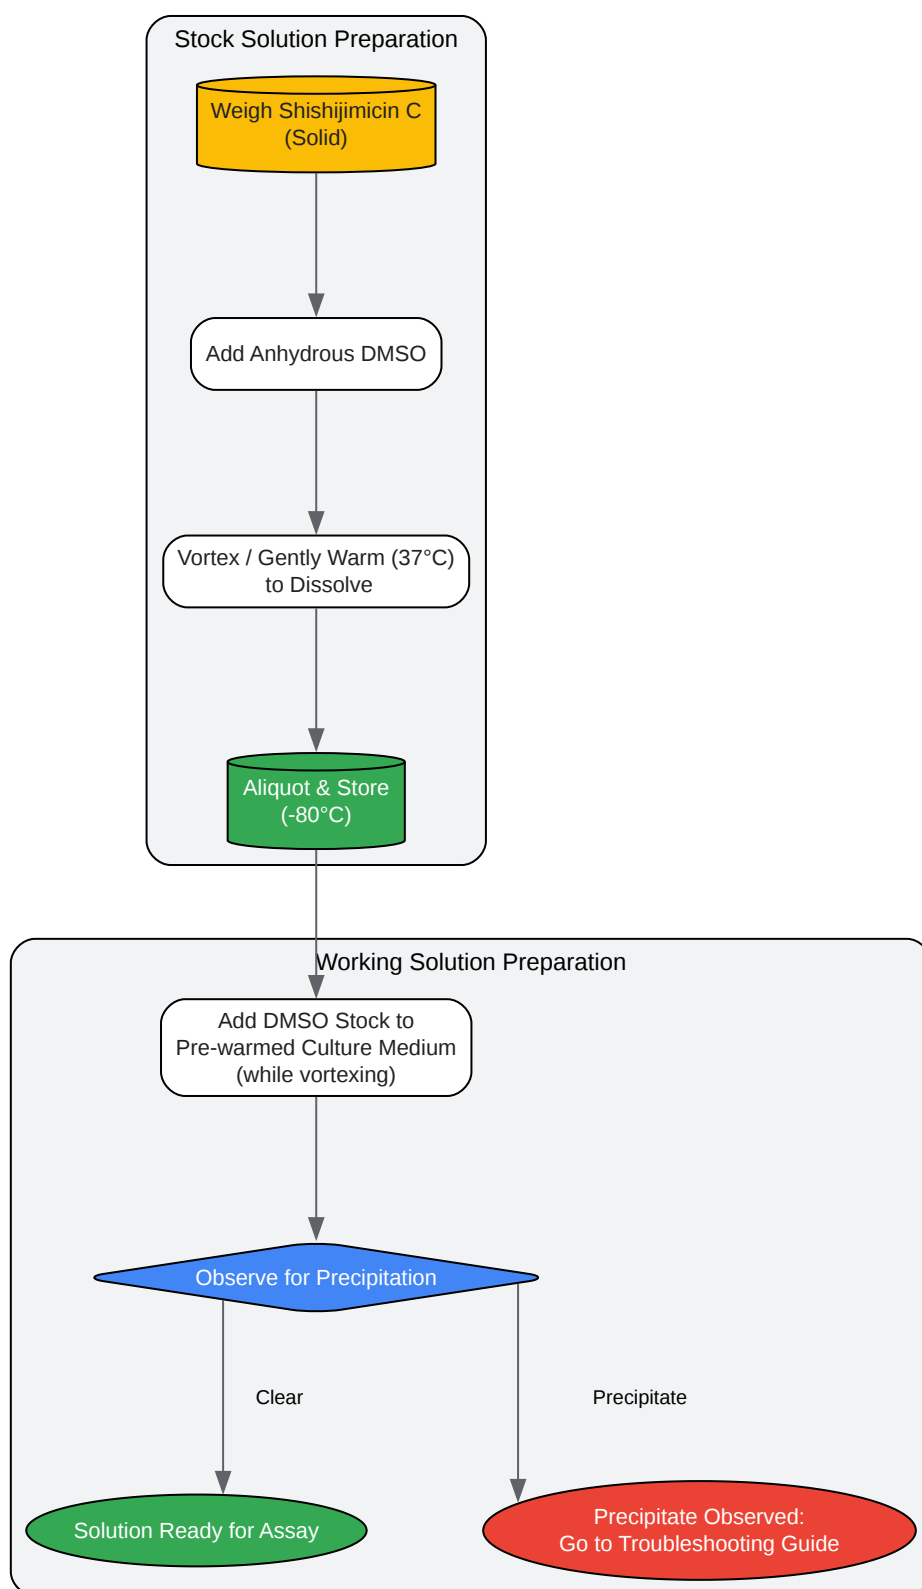 Stock Solution Preparation
Weigh Shishijimicin C
(Solid)
Add Anhydrous DMSO
Vortex / Gently Warm (37°C)
to Dissolve
Aliquot & Store
(-80°C)
Working Solution Preparation
Add DMSO Stock to
Pre-warmed Culture Medium
(while vortexing)
Observe for Precipitation
Clear
Precipitate
Solution Ready for Assay
Precipitate Observed:
Go to Troubleshooting Guide